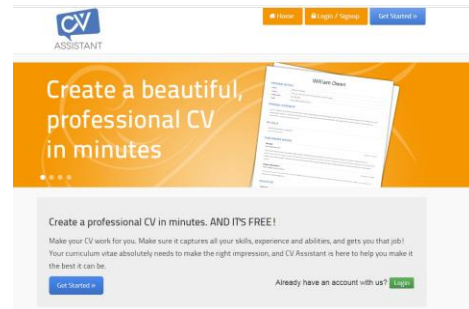 CV
ASSISTANT
Home
Login / Signup
Get Started »
Create a beautiful,
professional CV
in minutes
William Owen
Create a professional CV in minutes. AND IT'S FREE!
Make your CV work for you. Make sure it captures all your skills, experience and abilities, and gets you that job!
Your curriculum vitae absolutely needs to make the right impression, and CV Assistant is here to help you make it
the best it can be.
Get Started »
Already have an account with us? Login